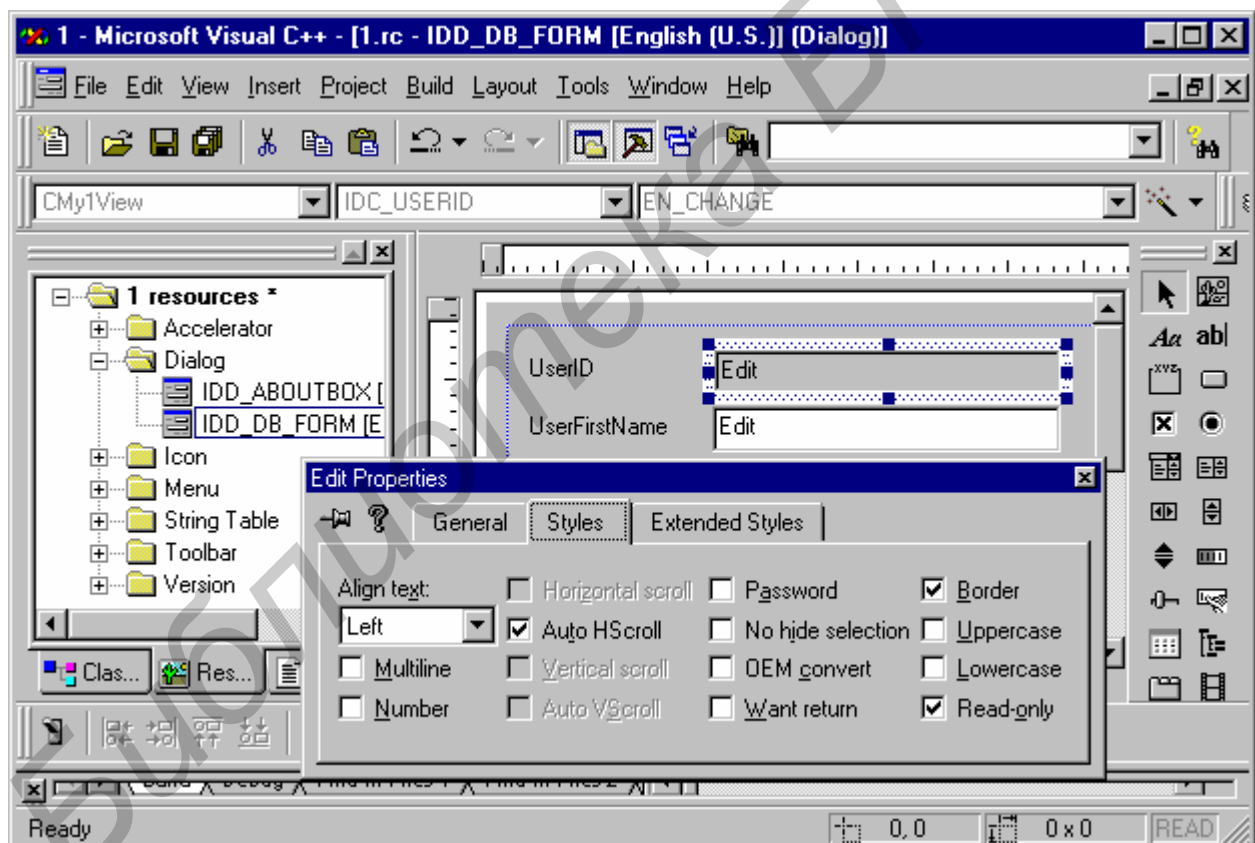 1 - Microsoft Visual C++ - [1.rc - IDD_DB_FORM [English (U.S.)] (Dialog)]
File Edit View Insert Project Build Layout Tools Window Help
CMy1View IDC_USERID EN_CHANGE
1 resources *
Accelerator
Dialog
IDD_ABOUTBOX [
IDD_DB_FORM [E
Icon
Menu
String Table
Toolbar
Version
Clas... Res...
UserID Edit
UserFirstName Edit
Aa ab|
XYZ
Edit Properties
General Styles Extended Styles
Align text: Horizontal scroll Password Border
Left Auto HScroll No hide selection Uppercase
Multiline Vertical scroll OEM convert Lowercase
Number Auto VScroll Want return Read-only
Ready 0, 0 0 x 0 READ
Библиотека